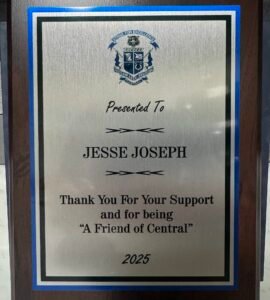 Presented To
JESSE JOSEPH
Thank You For Your Support
and for being
"A Friend of Central"
2025